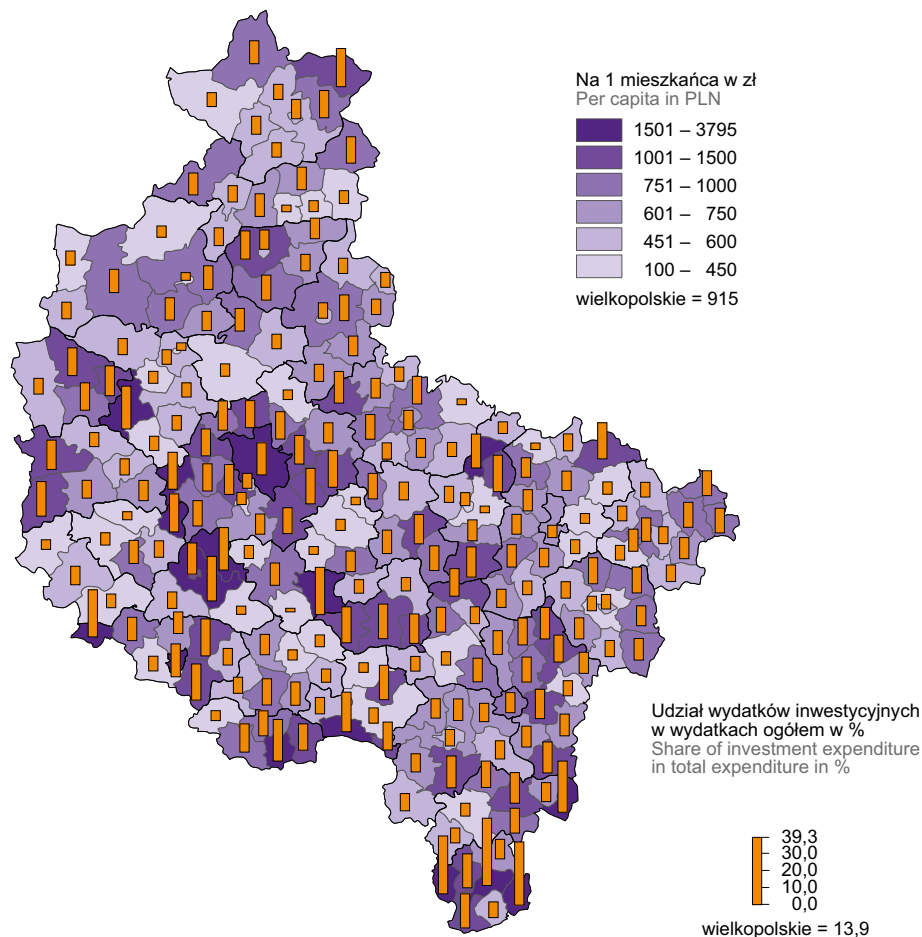 Na 1 mieszkańca w zł
Per capita in PLN
1501 – 3795
1001 – 1500
751 – 1000
601 – 750
451 – 600
100 – 450
wielkopolskie = 915
Udział wydatków inwestycyjnych
w wydatkach ogółem w %
Share of investment expenditure
in total expenditure in %
39,3
30,0
20,0
10,0
0,0
wielkopolskie = 13,9